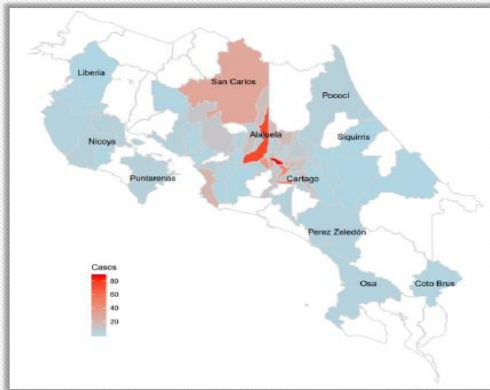 Liberia
San Carlos
Pococí
Alajuela
Siquirris
Nicoya
Cartago
Puntarenas
Perez Zeledón
Casos
80
60
40
20
Osa
Coto Brus